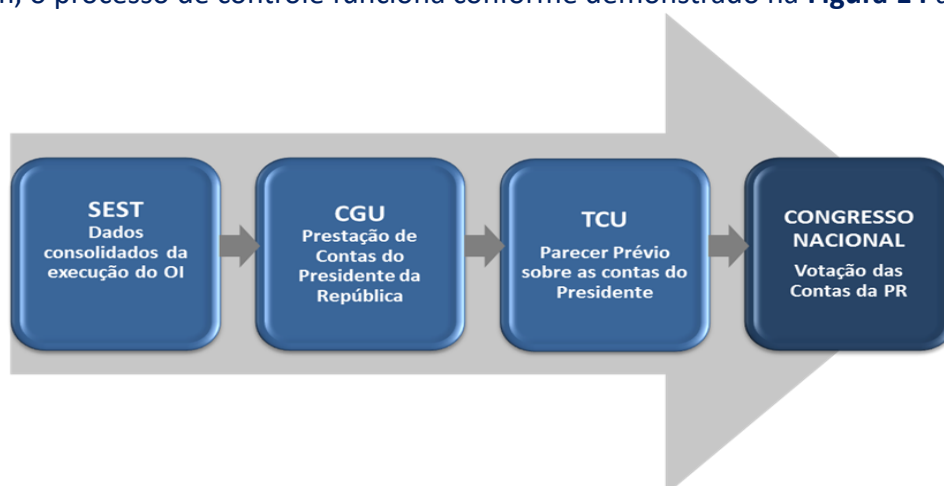 o processo de controle funciona conforme demonstrado na Figura 14
SEST
Dados
consolidados da
execução do OI
CGU
Prestação de
Contas do
Presidente da
República
TCU
Parecer Prévio
sobre as contas do
Presidente
CONGRESSO
NACIONAL
Votação das
Contas da PR